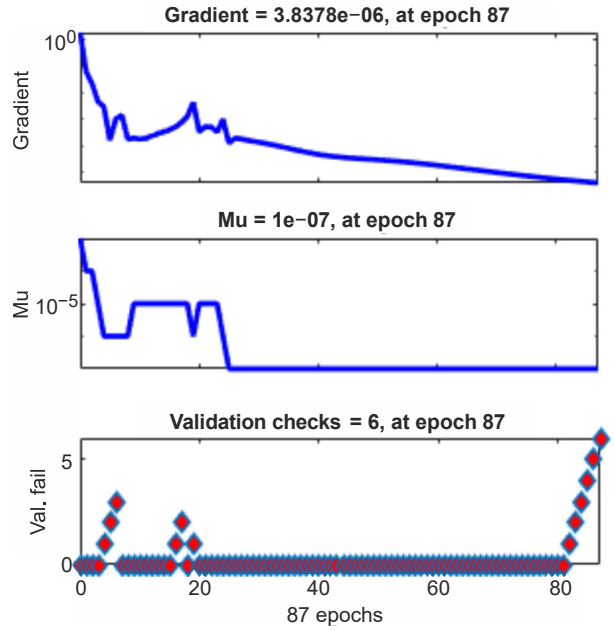 Gradient = 3.8378e−06, at epoch 87
10⁰
Gradient
Mu = 1e−07, at epoch 87
10⁻⁵
Mu
Validation checks = 6, at epoch 87
5
Val. fail
0
0 20 40 60 80
87 epochs